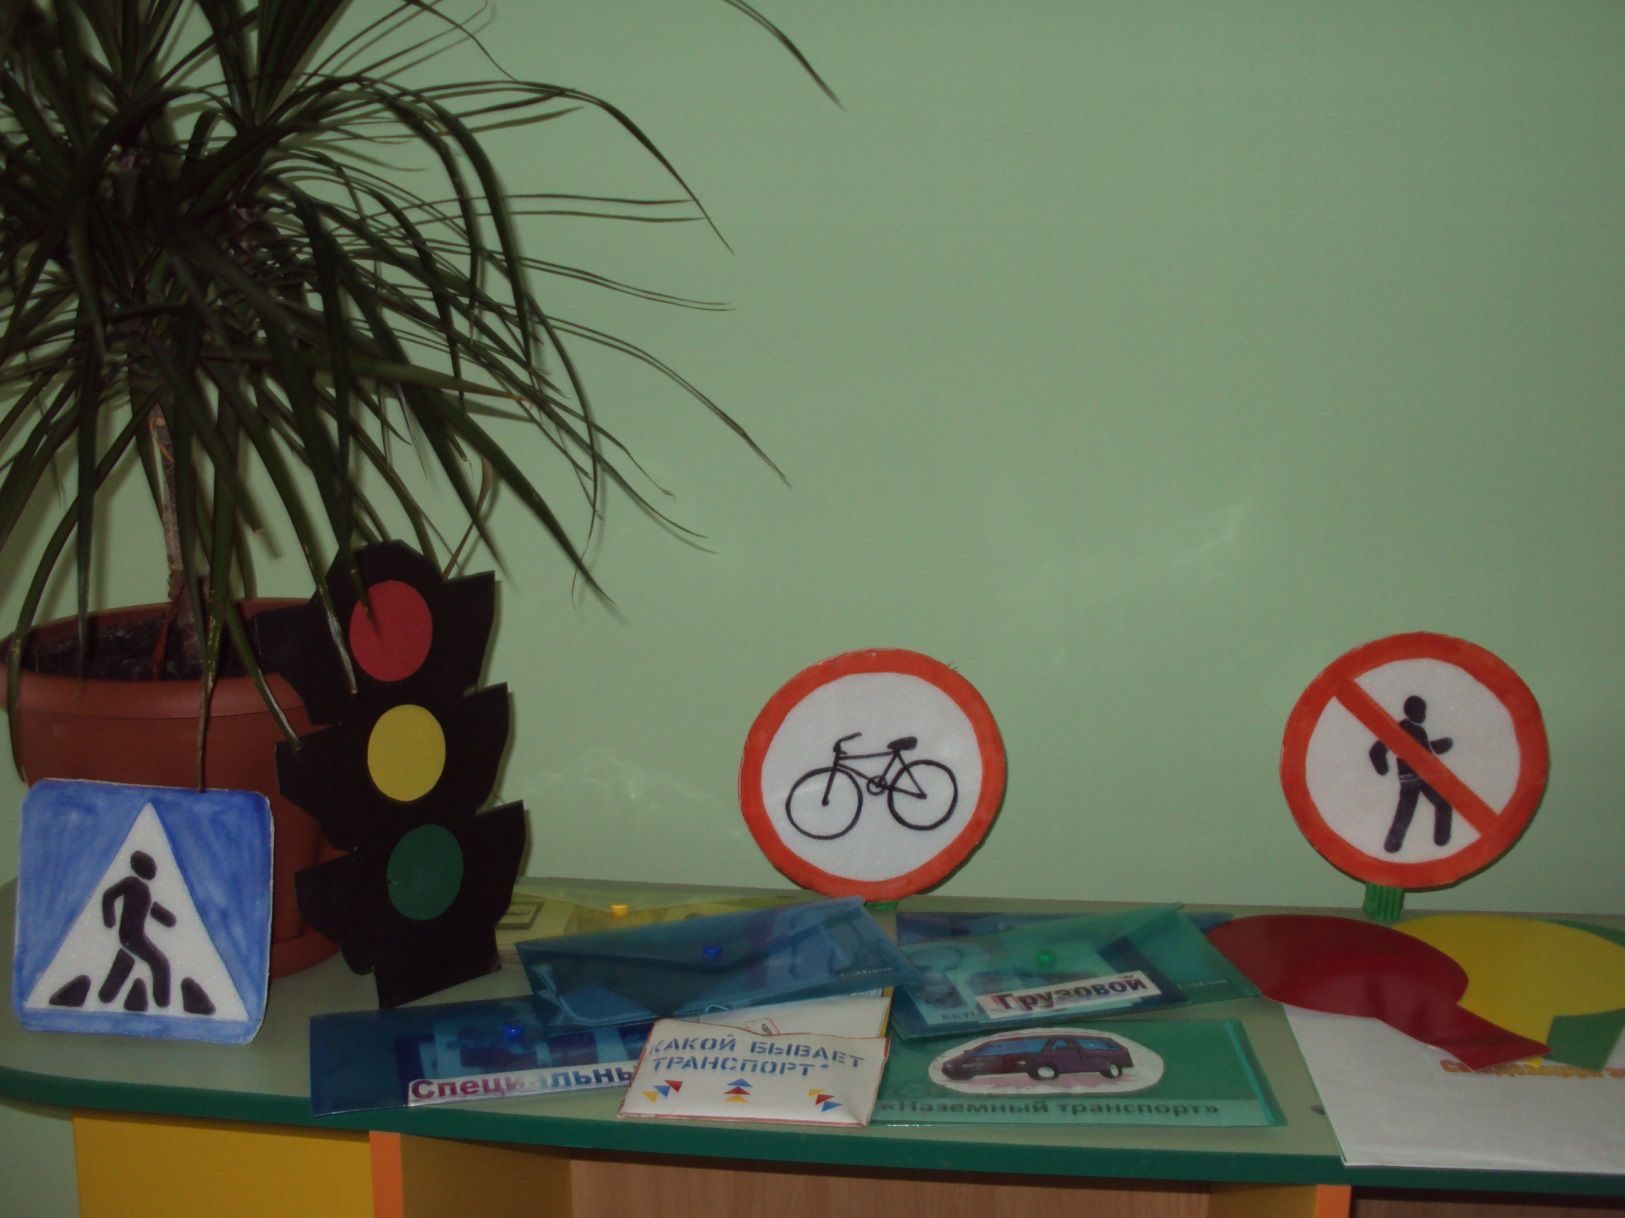 Грузовой
Специальны
КАКОЙ БЫВАЕТ
ТРАНСПОРТ"
«Наземный транспорт»